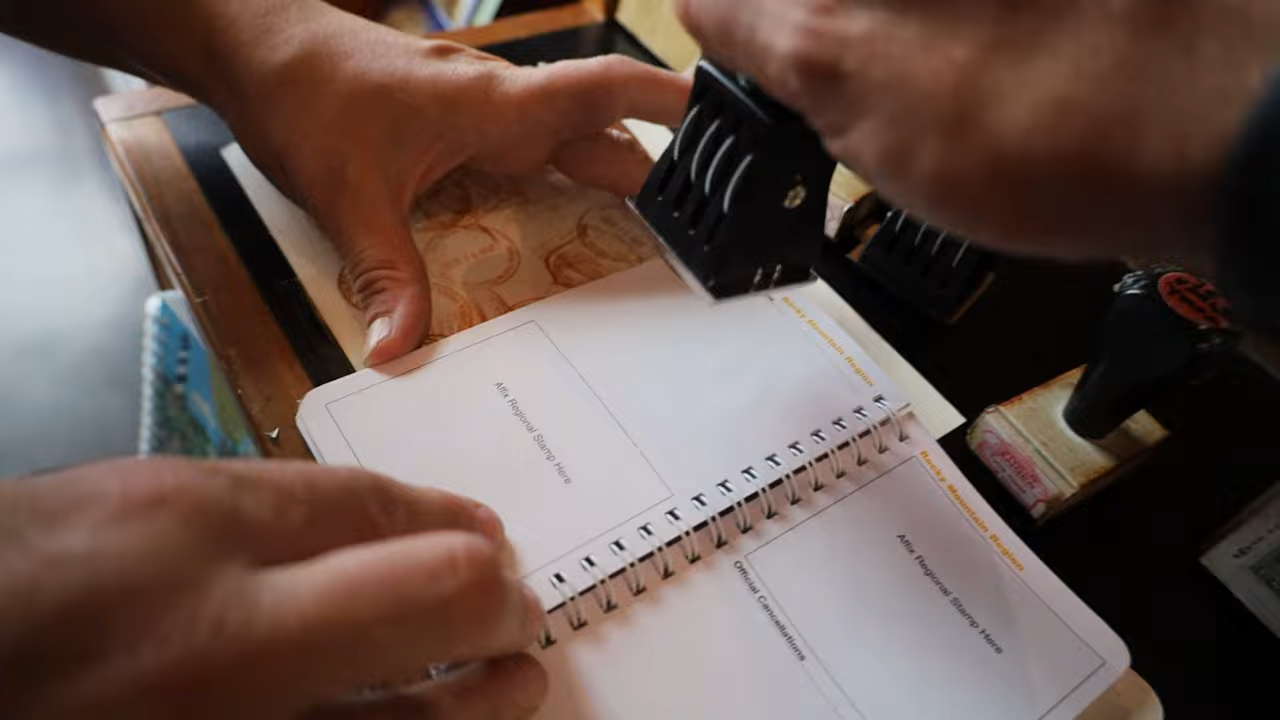 Rocky Mountain Region
Affix Regional Stamp Here
Rocky Mountain Region
Affix Regional Stamp Here
Official Cancellations